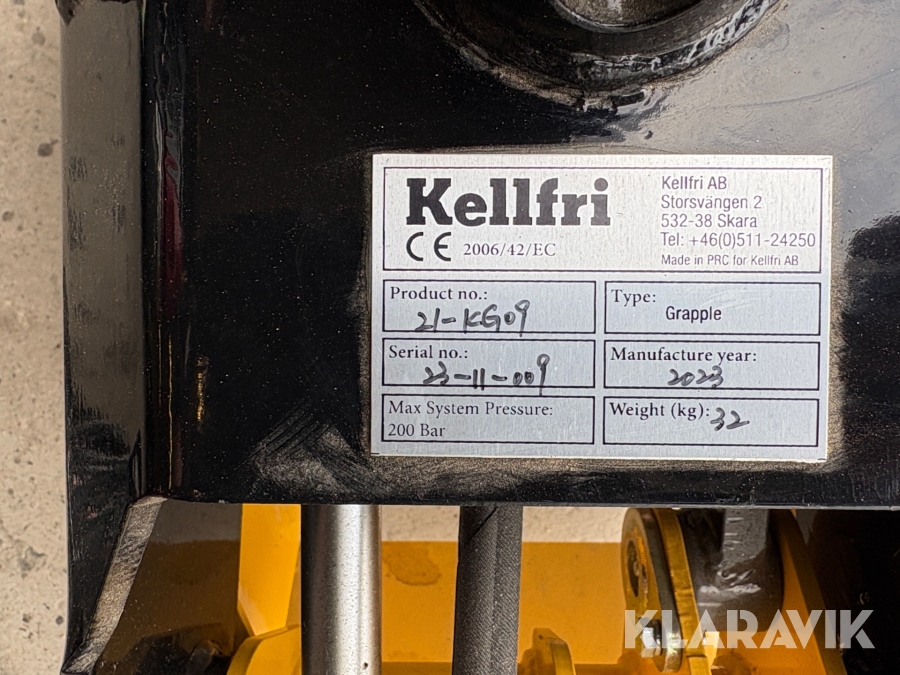 Kellfri
CE 2006/42/EC
Kellfri AB
Storsvängen 2
532-38 Skara
Tel: +46(0)511-24250
Made in PRC for Kellfri AB
Product no.: 21-KG09
Type: Grapple
Serial no.: 23-11-009
Manufacture year: 2023
Max System Pressure:
200 Bar
Weight (kg): 32
KLARAVIK